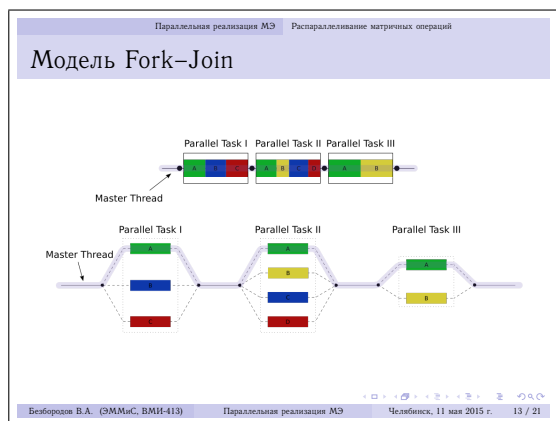 Параллельная реализация МЭ Распараллеливание матричных операций
Модель Fork–Join
Parallel Task I Parallel Task II Parallel Task III
A B C A B C D A B
Master Thread
Parallel Task I Parallel Task II Parallel Task III
A A
A
Master Thread
B
B
C
B
C D
Безбородов В.А. (ЭММиС, ВМИ-413) Параллельная реализация МЭ Челябинск, 11 мая 2015 г. 13 / 21